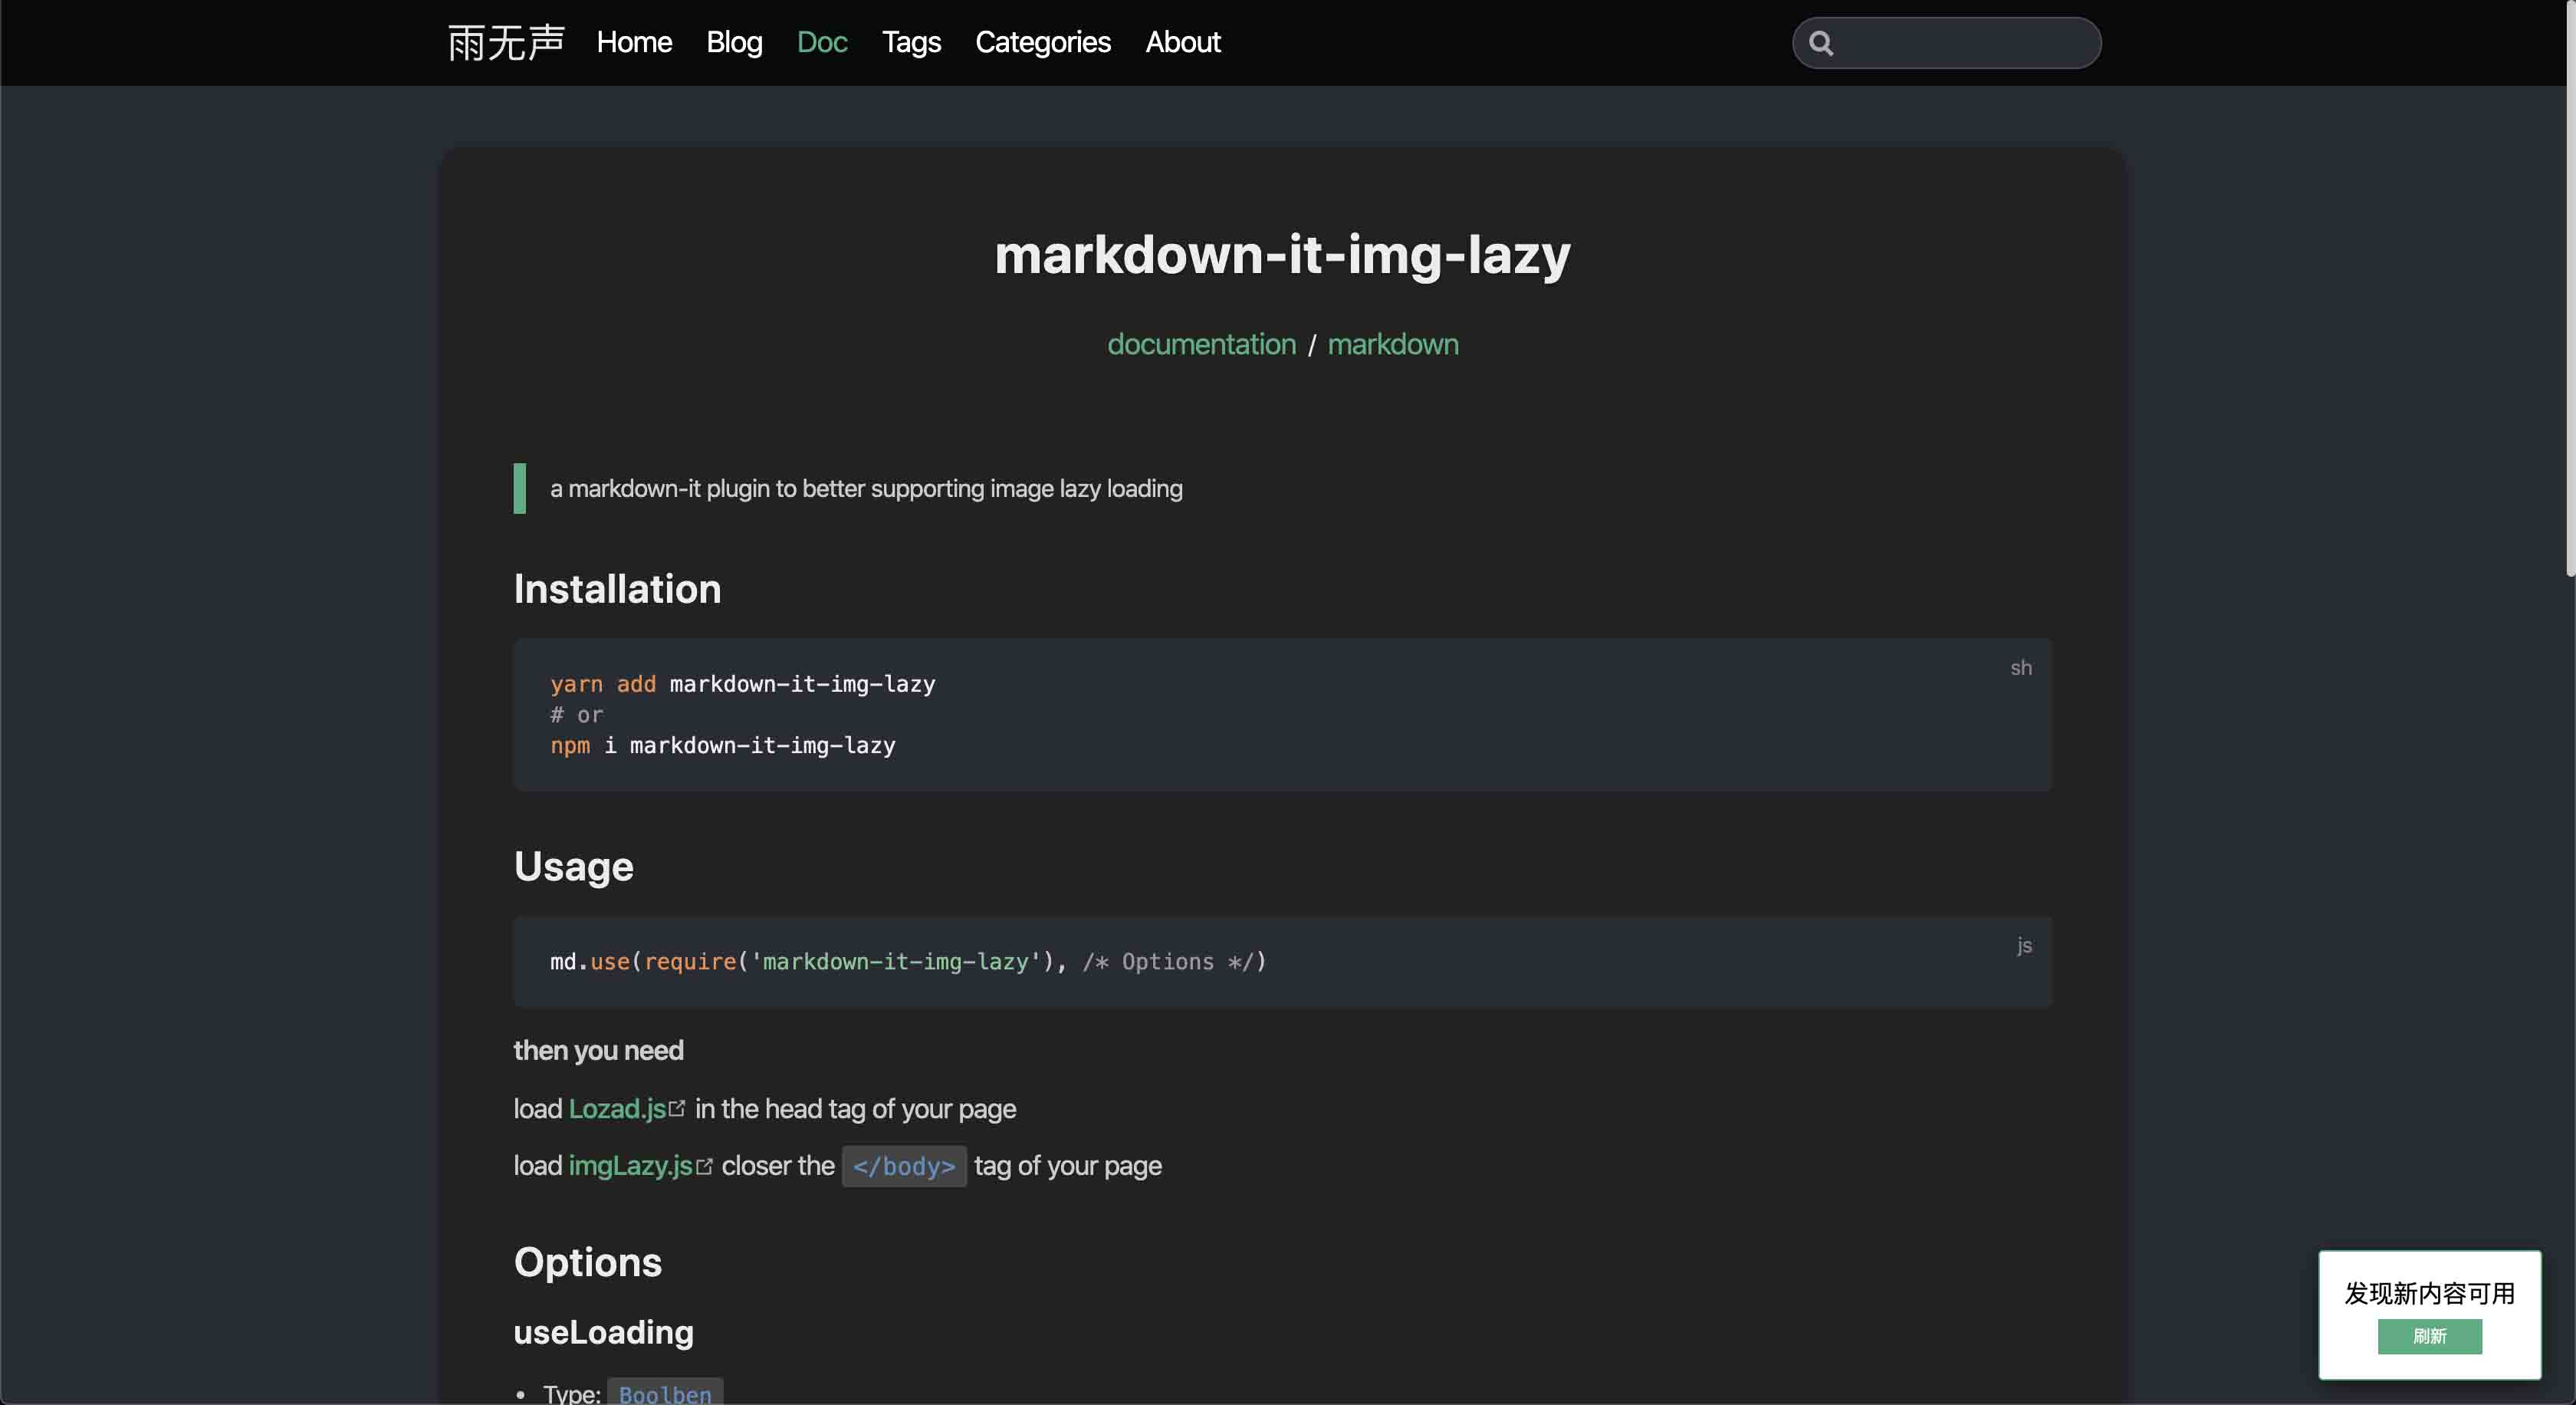 雨无声 Home Blog Doc Tags Categories About
markdown-it-img-lazy
documentation / markdown
a markdown-it plugin to better supporting image lazy loading
Installation
sh
yarn add markdown-it-img-lazy
# or
npm i markdown-it-img-lazy
Usage
js
md.use(require('markdown-it-img-lazy'), /* Options */)
then you need
load Lozad.js in the head tag of your page
load imgLazy.js closer the </body> tag of your page
Options
useLoading
• Type: Boolben
发现新内容可用
刷新